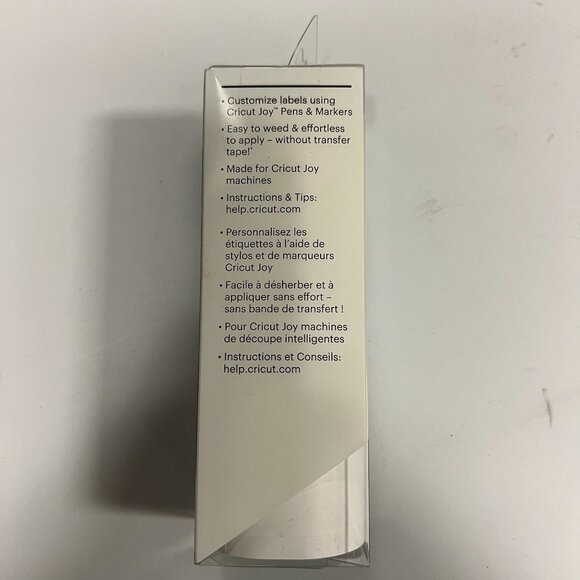 • Customize labels using
Cricut Joy™ Pens & Markers
• Easy to weed & effortless
to apply – without transfer
tape!*
• Made for Cricut Joy
machines
• Instructions & Tips:
help.cricut.com
• Personnalisez les
étiquettes à l'aide de
stylos et de marqueurs
Cricut Joy
• Facile à désherber et à
appliquer sans effort –
sans bande de transfert !
• Pour Cricut Joy machines
de découpe intelligentes
• Instructions et Conseils:
help.cricut.com